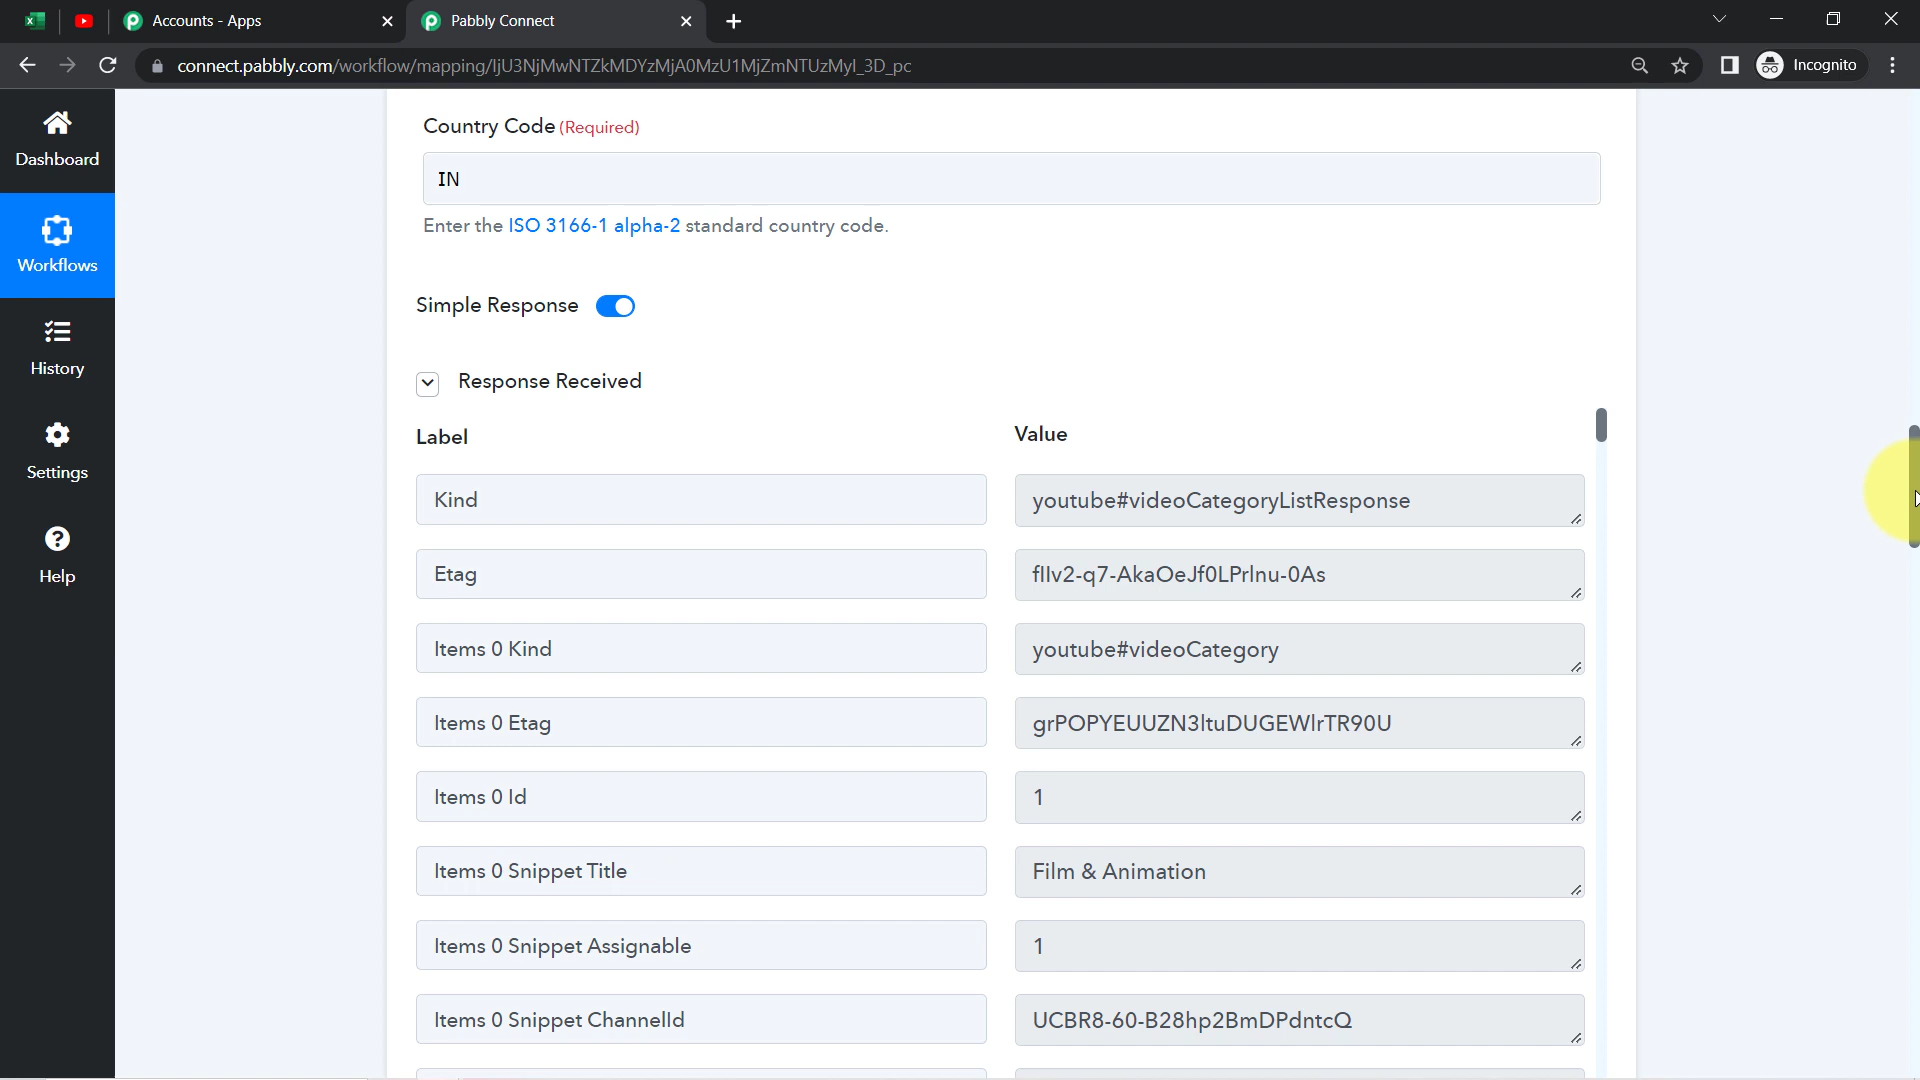 Accounts - Apps
Pabbly Connect
connect.pabbly.com/workflow/mapping/IjU3NjMwNTZkMDYzMjA0MzU1MjZmNTUzMyI_3D_pc
Incognito
Dashboard
Workflows
History
Settings
Help
Country Code (Required)
IN
Enter the ISO 3166-1 alpha-2 standard country code.
Simple Response
Response Received
Label Value
Kind youtube#videoCategoryListResponse
Etag fIlv2-q7-AkaOeJf0LPrlnu-0As
Items 0 Kind youtube#videoCategory
Items 0 Etag grPOPYEUUZN3ltuDUGEWlrTR90U
Items 0 Id 1
Items 0 Snippet Title Film & Animation
Items 0 Snippet Assignable 1
Items 0 Snippet ChannelId UCBR8-60-B28hp2BmDPdntcQ